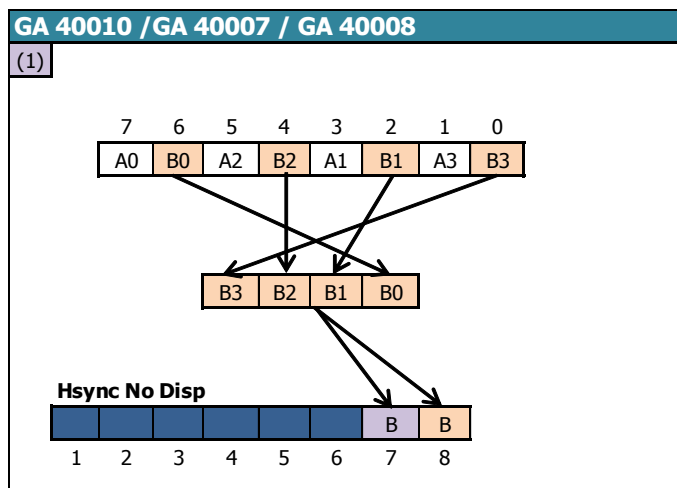 GA 40010 /GA 40007 / GA 40008
(1)
7 6 5 4 3 2 1 0
A0 B0 A2 B2 A1 B1 A3 B3
B3 B2 B1 B0
Hsync No Disp
B B
1 2 3 4 5 6 7 8